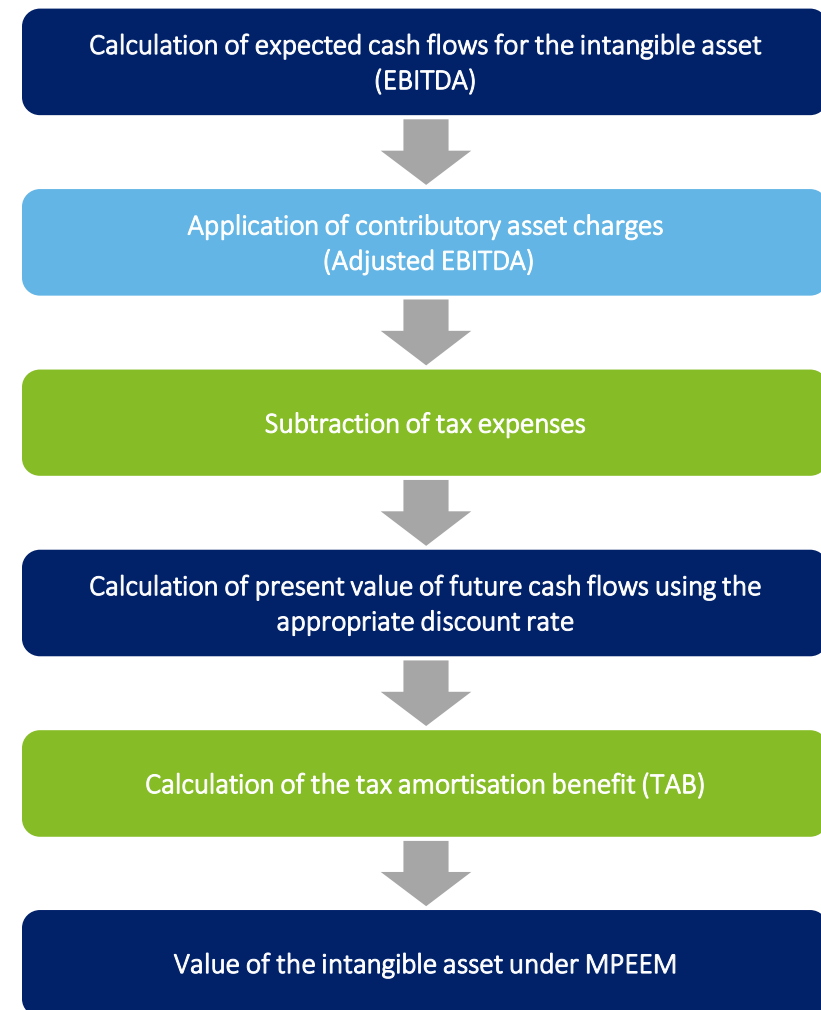 Calculation of expected cash flows for the intangible asset
(EBITDA)
Application of contributory asset charges
(Adjusted EBITDA)
Subtraction of tax expenses
Calculation of present value of future cash flows using the
appropriate discount rate
Calculation of the tax amortisation benefit (TAB)
Value of the intangible asset under MPEEM